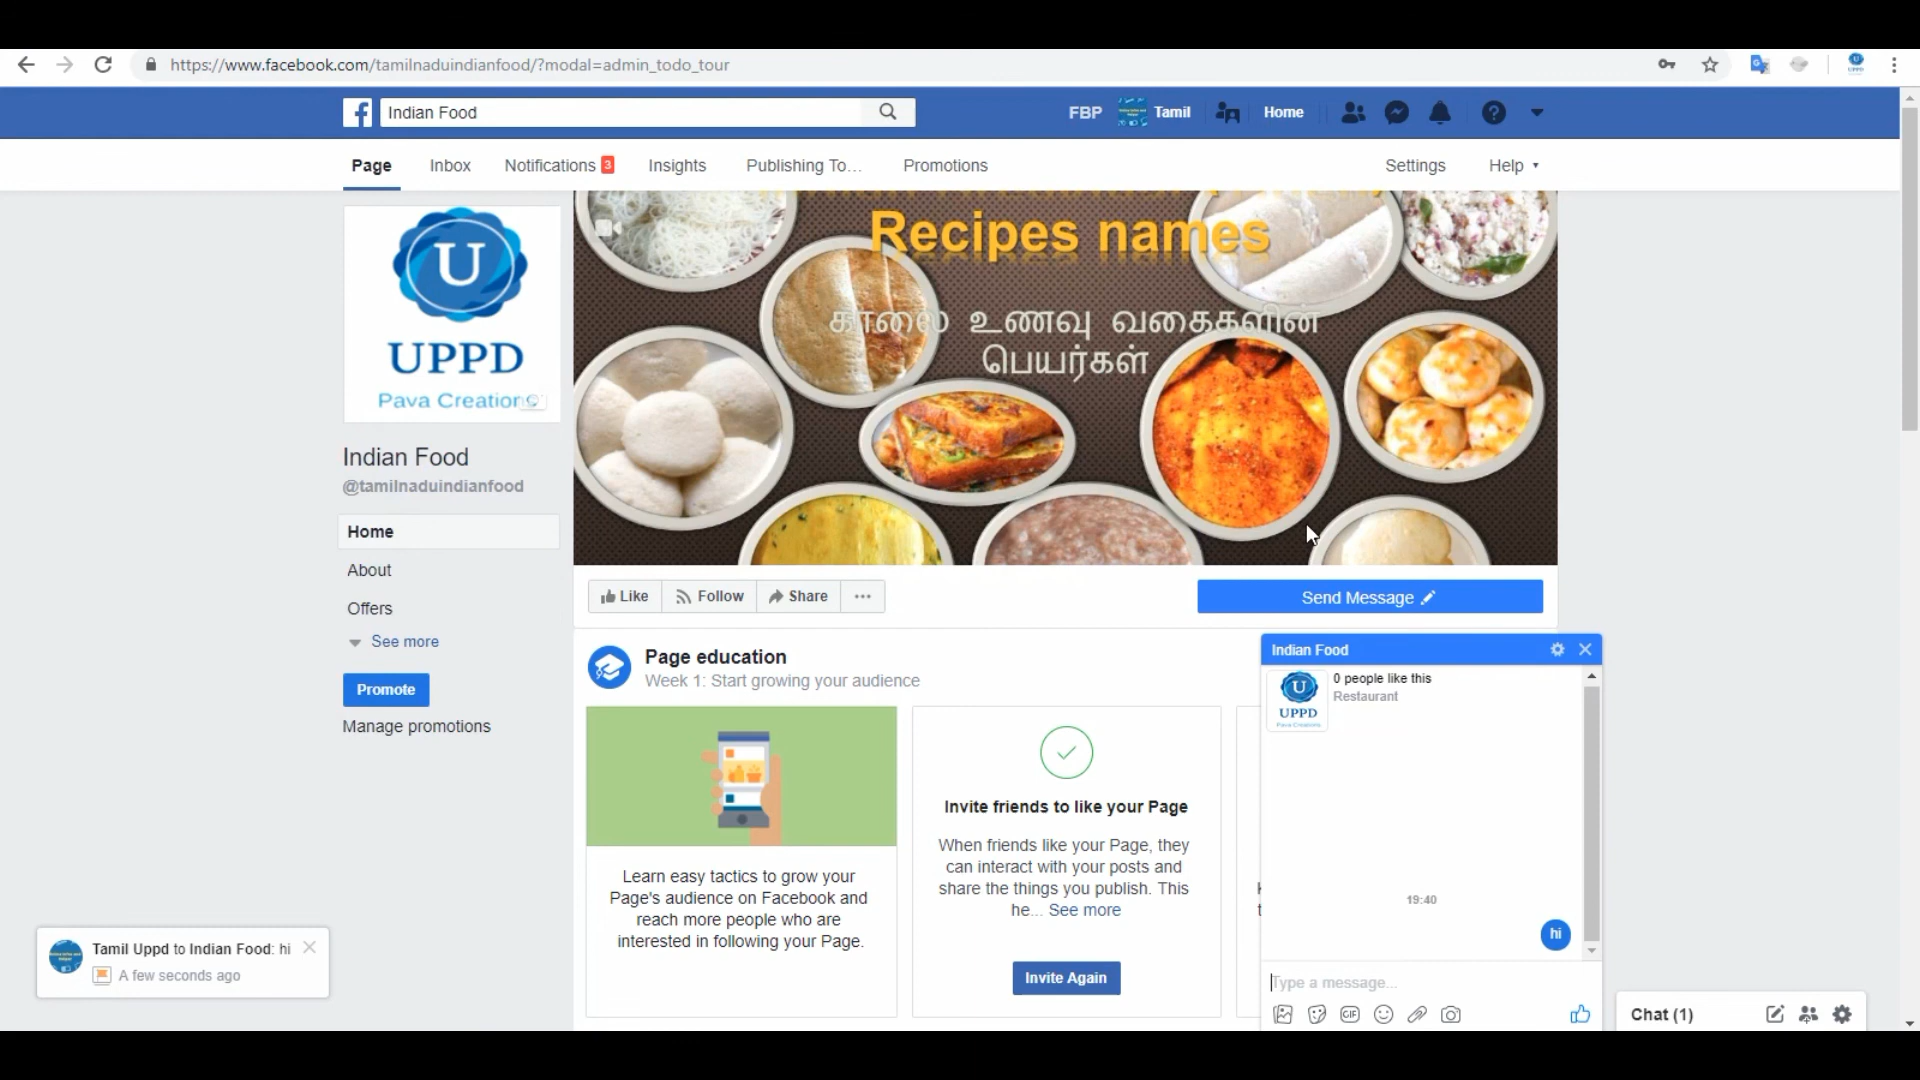 https://www.facebook.com/tamilnaduindianfood/?modal=admin_todo_tour
Indian Food
FBP
Tamil
Home
Page
Inbox
Notifications 3
Insights
Publishing To...
Promotions
Settings
Help
U
UPPD
Pava Creations
Recipes names
காலை உணவு வகைகளின்
பெயர்கள்
Indian Food
@tamilnaduindianfood
Home
About
Offers
See more
Promote
Manage promotions
Like
Follow
Share
Send Message
Page education
Week 1: Start growing your audience
Learn easy tactics to grow your
Page's audience on Facebook and
reach more people who are
interested in following your Page.
Invite friends to like your Page
When friends like your Page, they
can interact with your posts and
share the things you publish. This
he... See more
Invite Again
Indian Food
U
UPPD
Pava Creations
0 people like this
Restaurant
19:40
hi
Type a message...
GIF
Tamil Uppd to Indian Food: hi
A few seconds ago
Chat (1)